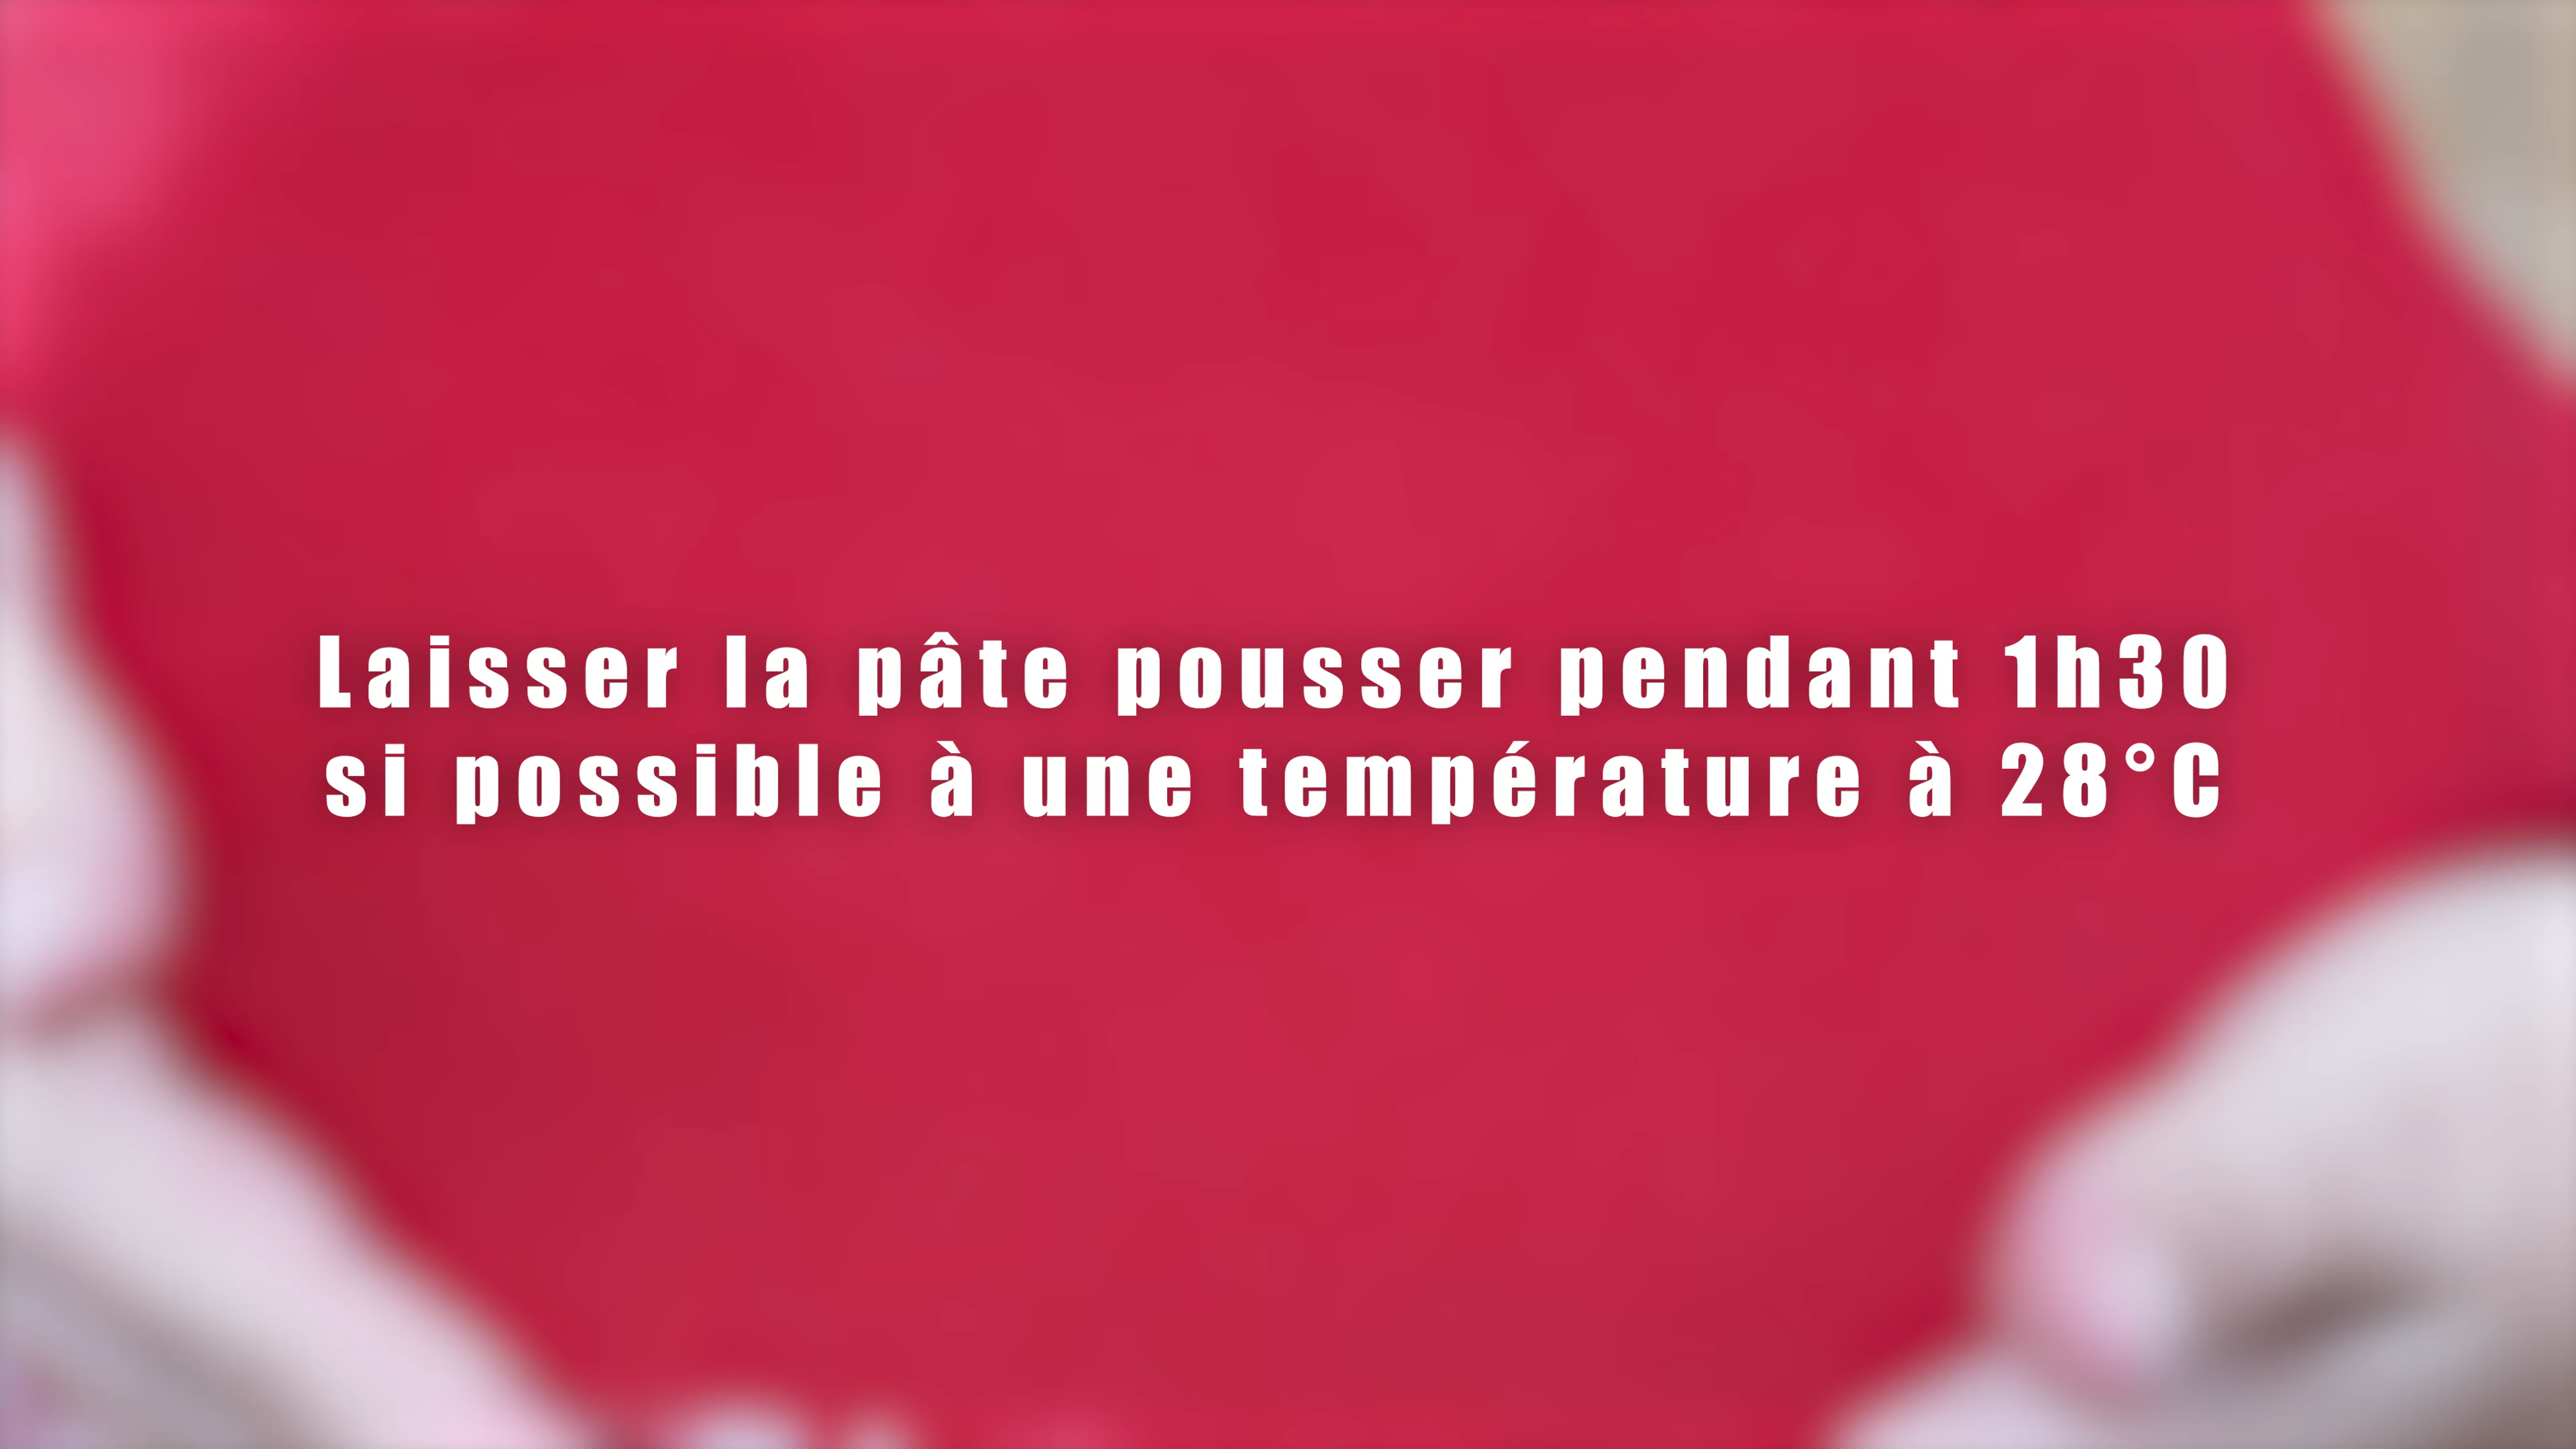 Laisser la pâte pousser pendant 1h30
si possible à une température à 28°C